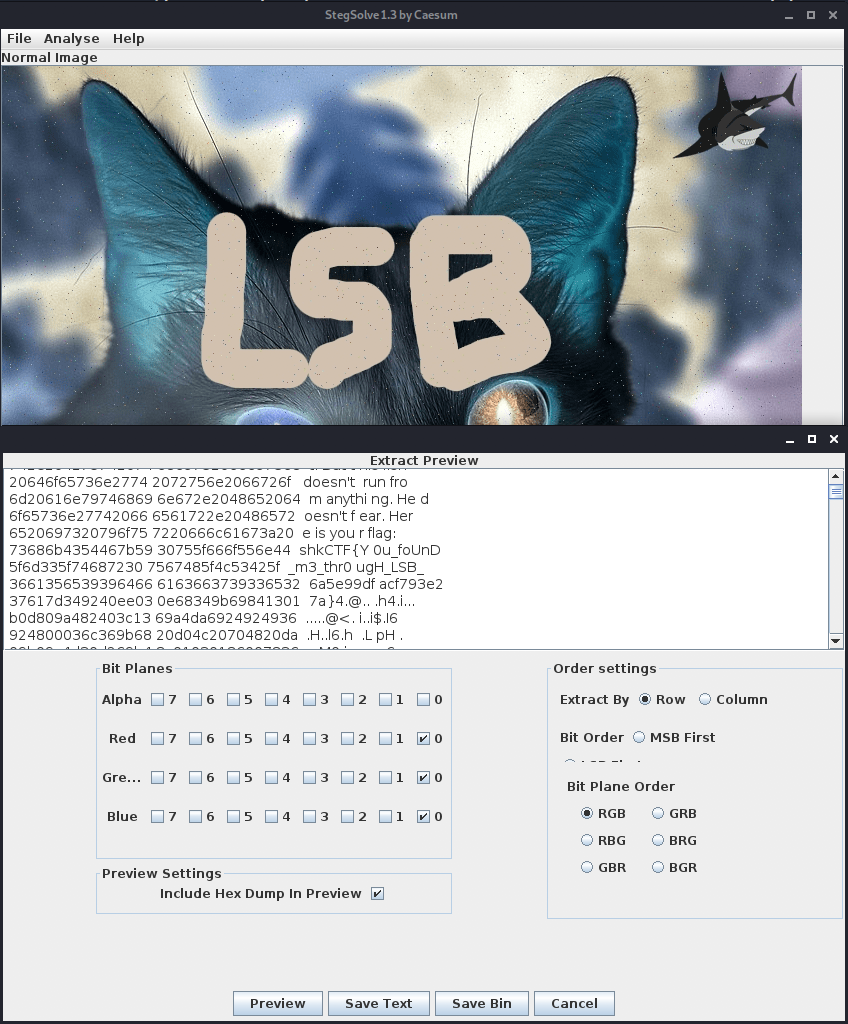 StegSolve 1.3 by Caesum
File Analyse Help
Normal Image
LSB
Extract Preview
20646f65736e2774 2072756e2066726f doesn't run fro
6d20616e79746869 6e672e2048652064 m anythi ng. He d
6f65736e27742066 6561722e20486572 oesn't f ear. Her
6520697320796f75 7220666c61673a20 e is you r flag:
73686b4354467b59 30755f666f556e44 shkCTF{Y 0u_foUnD
5f6d335f74687230 7567485f4c53425f _m3_thr0 ugH_LSB_
3661356539396466 6163663739336532 6a5e99df acf793e2
37617d349240ee03 0e68349b69841301 7a}4.@.. .h4.i...
b0d809a482403c13 69a4da6924924936 .....@<. i..i$.I6
924800036c369b68 20d04c20704820da .H..l6.h .L pH .
Bit Planes
Alpha 7 6 5 4 3 2 1 0
Red 7 6 5 4 3 2 1 0
Gre... 7 6 5 4 3 2 1 0
Blue 7 6 5 4 3 2 1 0
Preview Settings
Include Hex Dump In Preview
Order settings
Extract By Row Column
Bit Order MSB First
Bit Plane Order
RGB GRB
RBG BRG
GBR BGR
Preview Save Text Save Bin Cancel